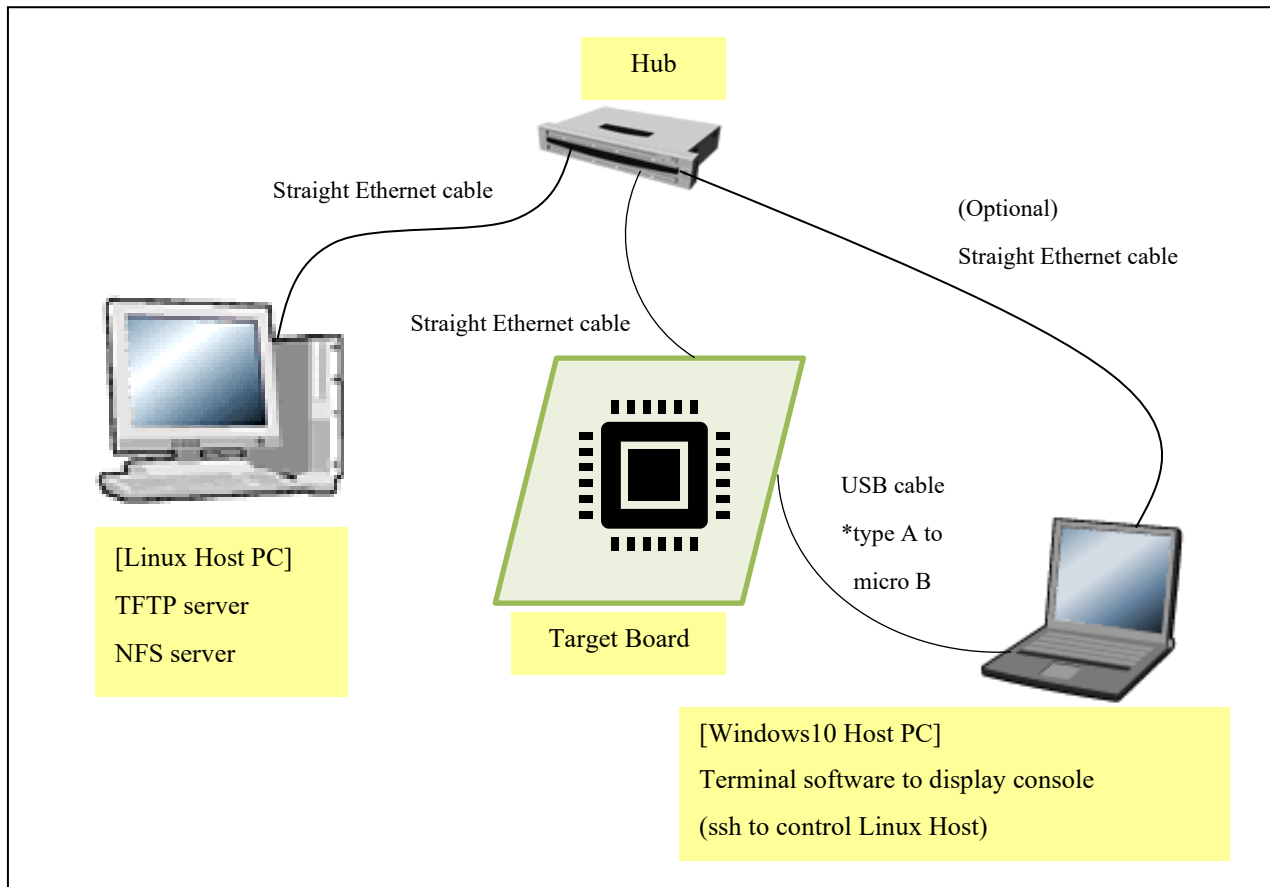 Hub
Straight Ethernet cable
(Optional)
Straight Ethernet cable
Straight Ethernet cable
USB cable
*type A to
micro B
[Linux Host PC]
TFTP server
NFS server
Target Board
[Windows10 Host PC]
Terminal software to display console
(ssh to control Linux Host)